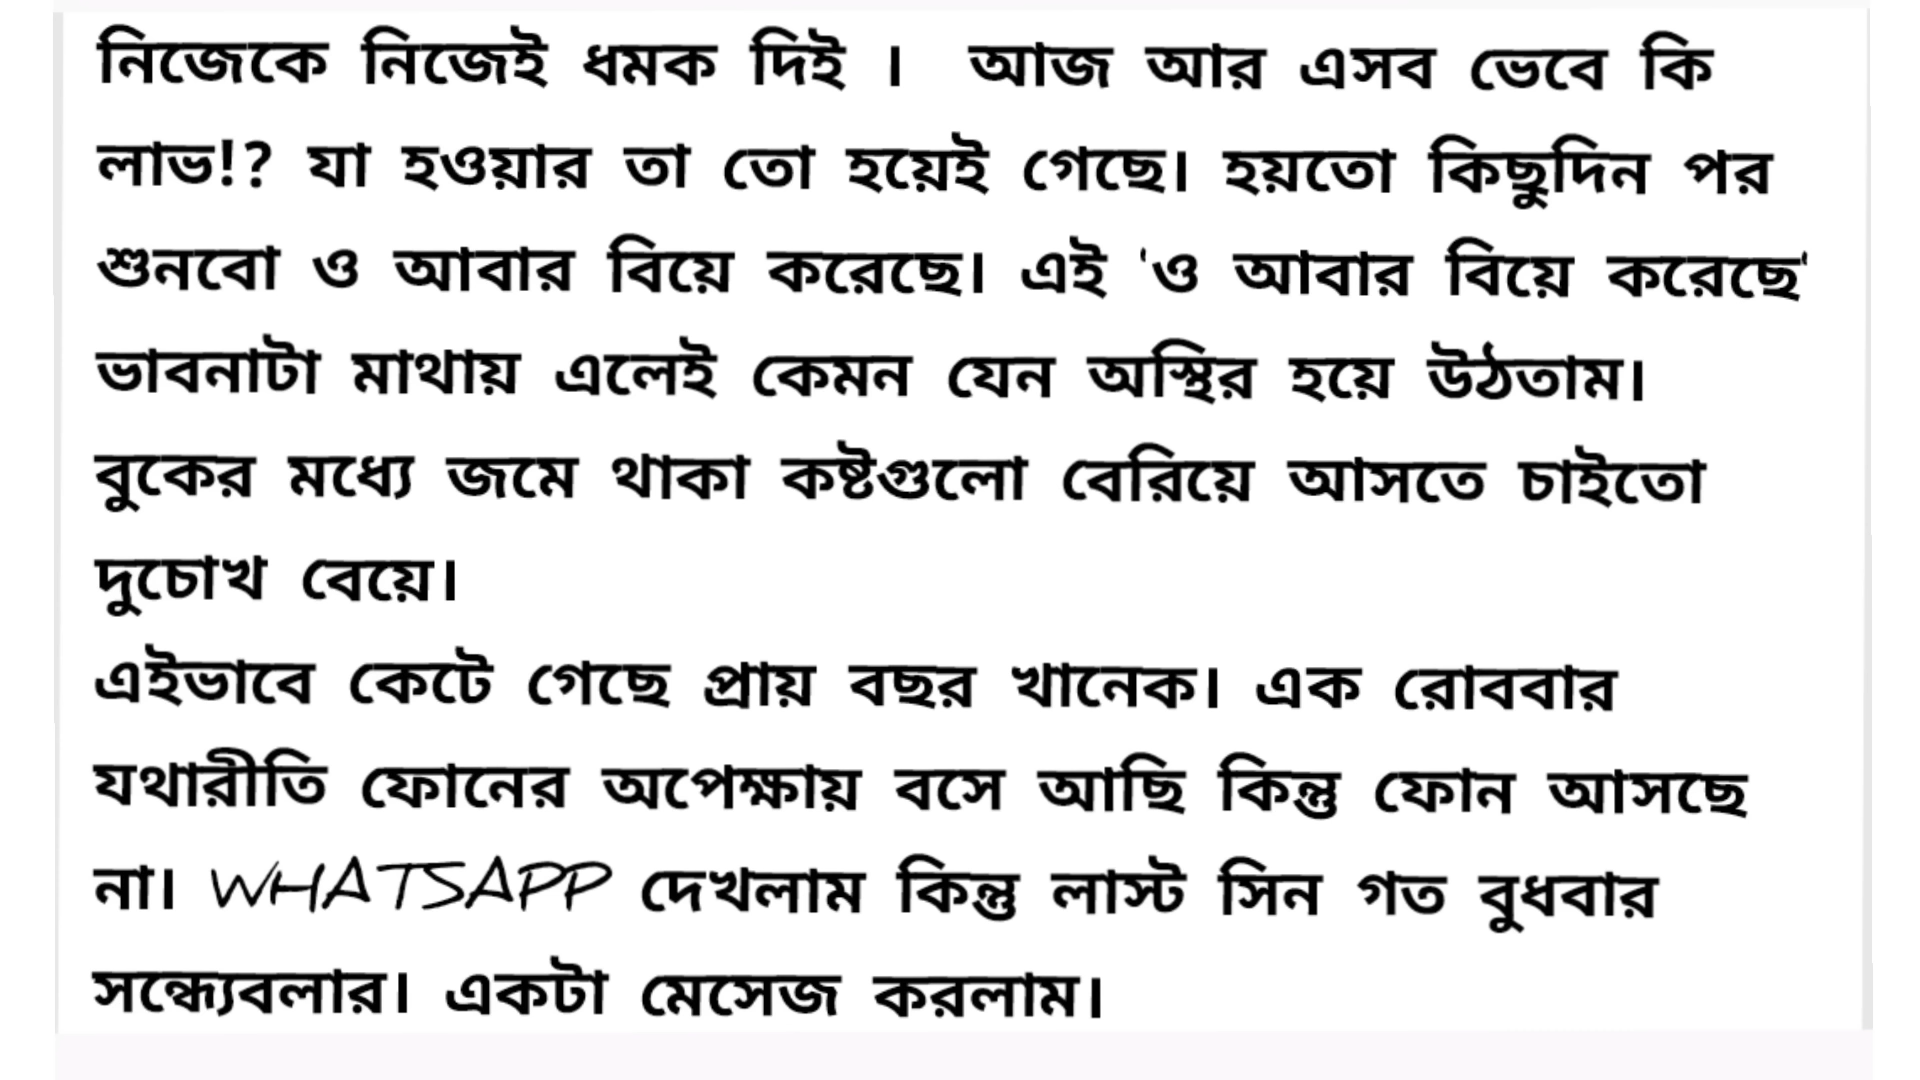 নিজেকে নিজেই ধমক দিই । আজ আর এসব ভেবে কি
লাভ!? যা হওয়ার তা তো হয়েই গেছে। হয়তো কিছুদিন পর
শুনবো ও আবার বিয়ে করেছে। এই 'ও আবার বিয়ে করেছে'
ভাবনাটা মাথায় এলেই কেমন যেন অস্থির হয়ে উঠতাম।
বুকের মধ্যে জমে থাকা কষ্টগুলো বেরিয়ে আসতে চাইতো
দুচোখ বেয়ে।
এইভাবে কেটে গেছে প্রায় বছর খানেক। এক রোববার
যথারীতি ফোনের অপেক্ষায় বসে আছি কিন্তু ফোন আসছে
না। WHATSAPP দেখলাম কিন্তু লাস্ট সিন গত বুধবার
সন্ধ্যেবলার। একটা মেসেজ করলাম।